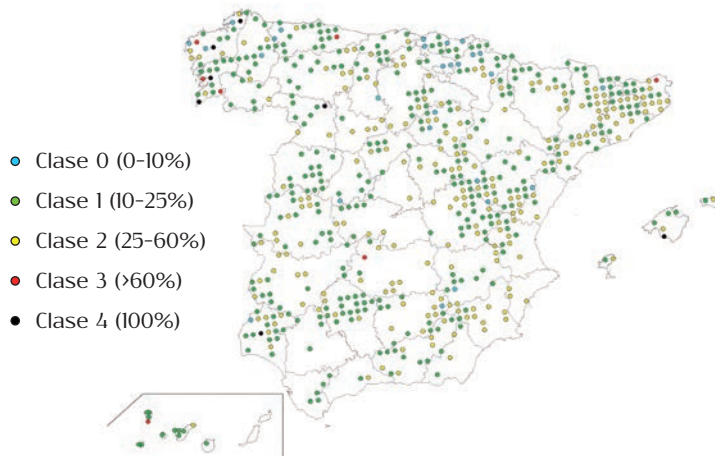 Clase 0 (0-10%)
Clase 1 (10-25%)
Clase 2 (25-60%)
Clase 3 (>60%)
Clase 4 (100%)